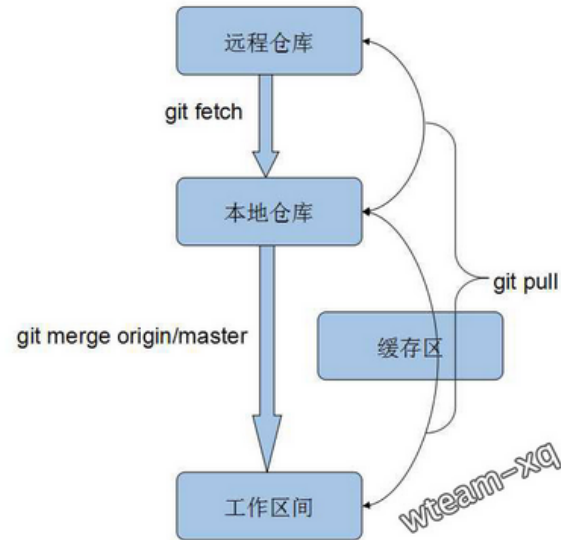 远程仓库
git fetch
本地仓库
git pull
git merge origin/master
缓存区
工作区间
wteam-xq